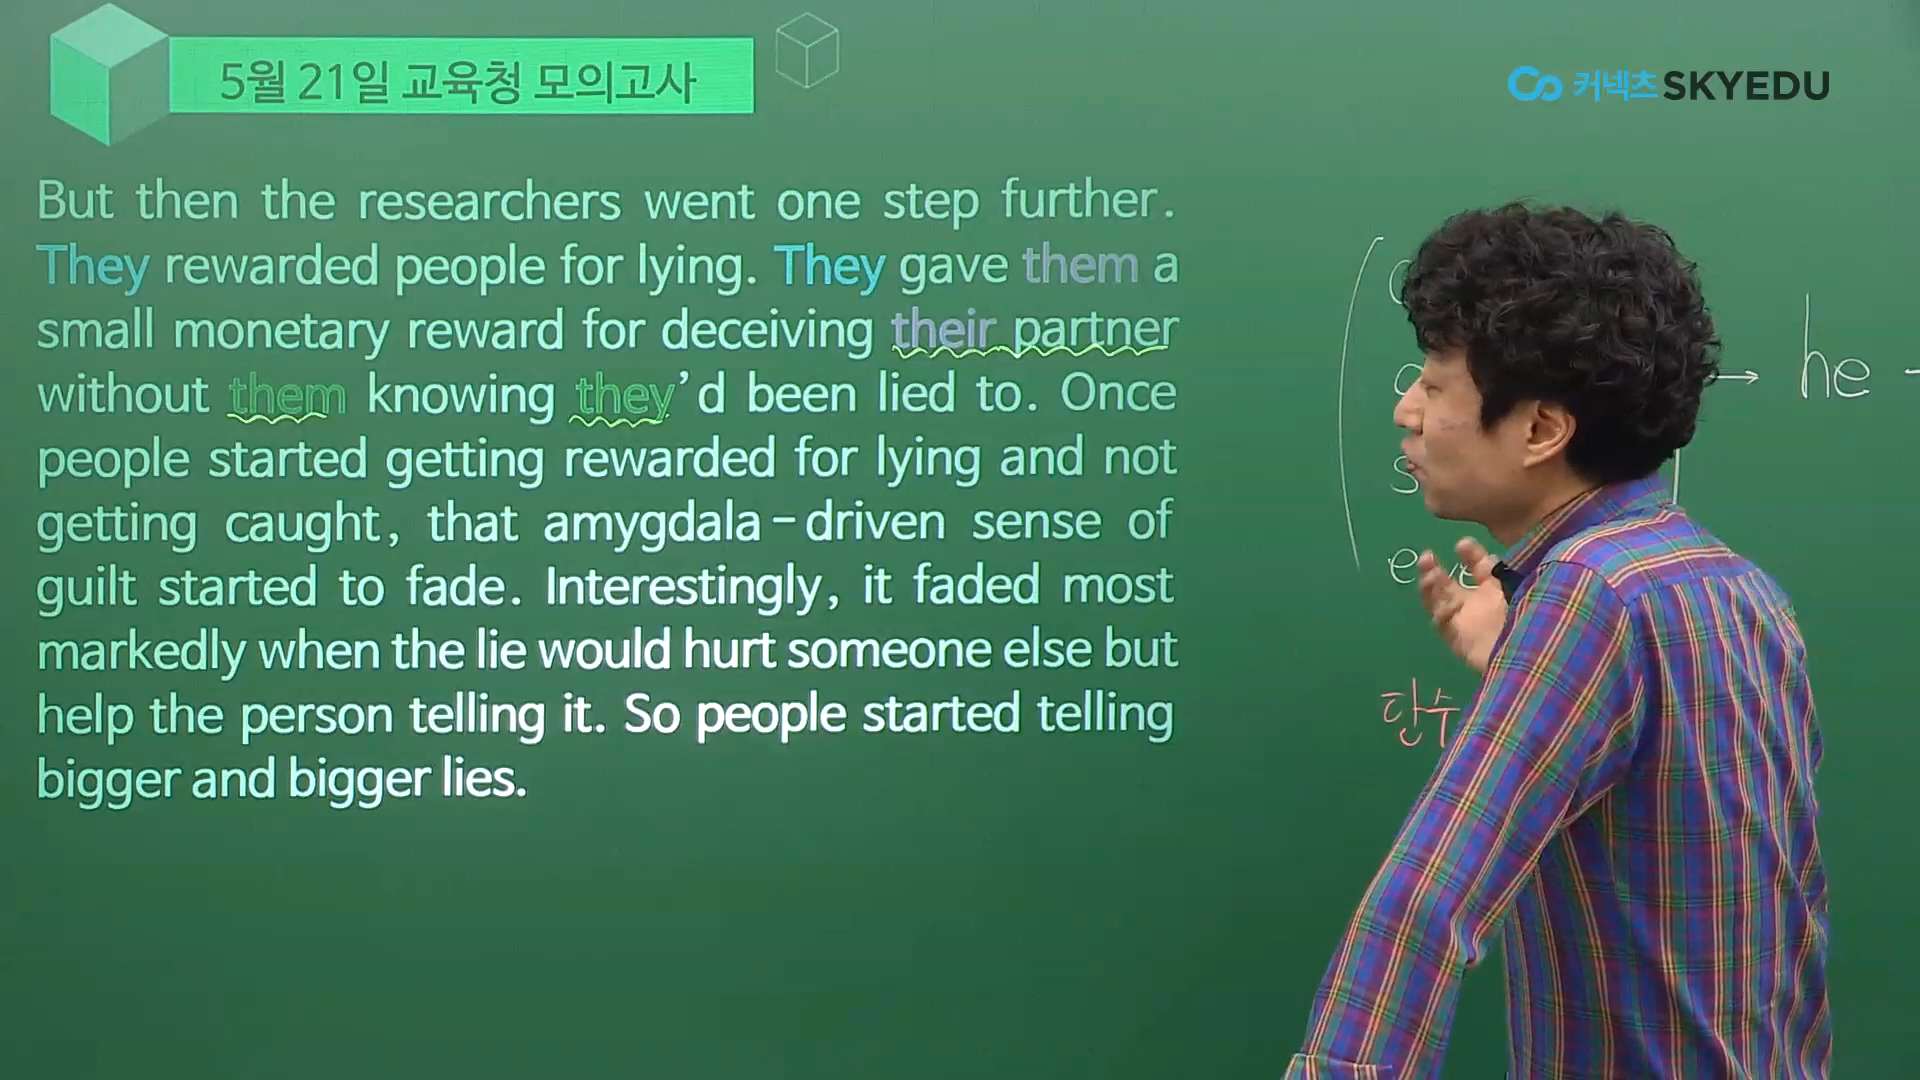 5월 21일 교육청 모의고사
커넥츠 SKYEDU
But then the researchers went one step further.
They rewarded people for lying. They gave them a
small monetary reward for deceiving their partner
without them knowing they'd been lied to. Once
people started getting rewarded for lying and not
getting caught, that amygdala-driven sense of
guilt started to fade. Interestingly, it faded most
markedly when the lie would hurt someone else but
help the person telling it. So people started telling
bigger and bigger lies.
→ he
단수